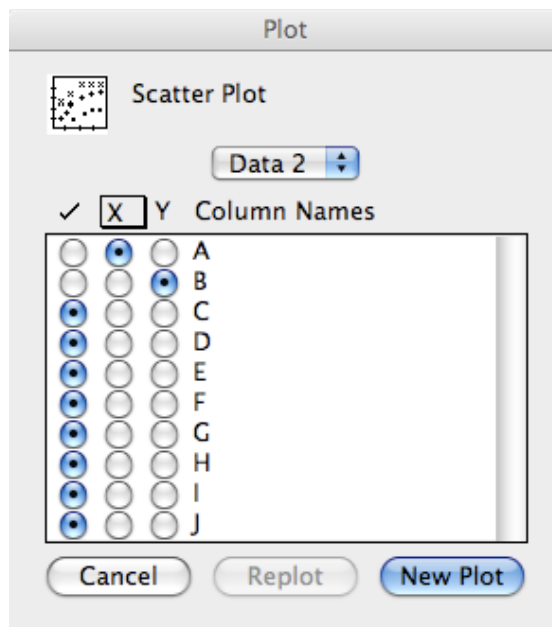 Plot
Scatter Plot
Data 2
✓ X Y Column Names
A
B
C
D
E
F
G
H
I
J
Cancel Replot New Plot